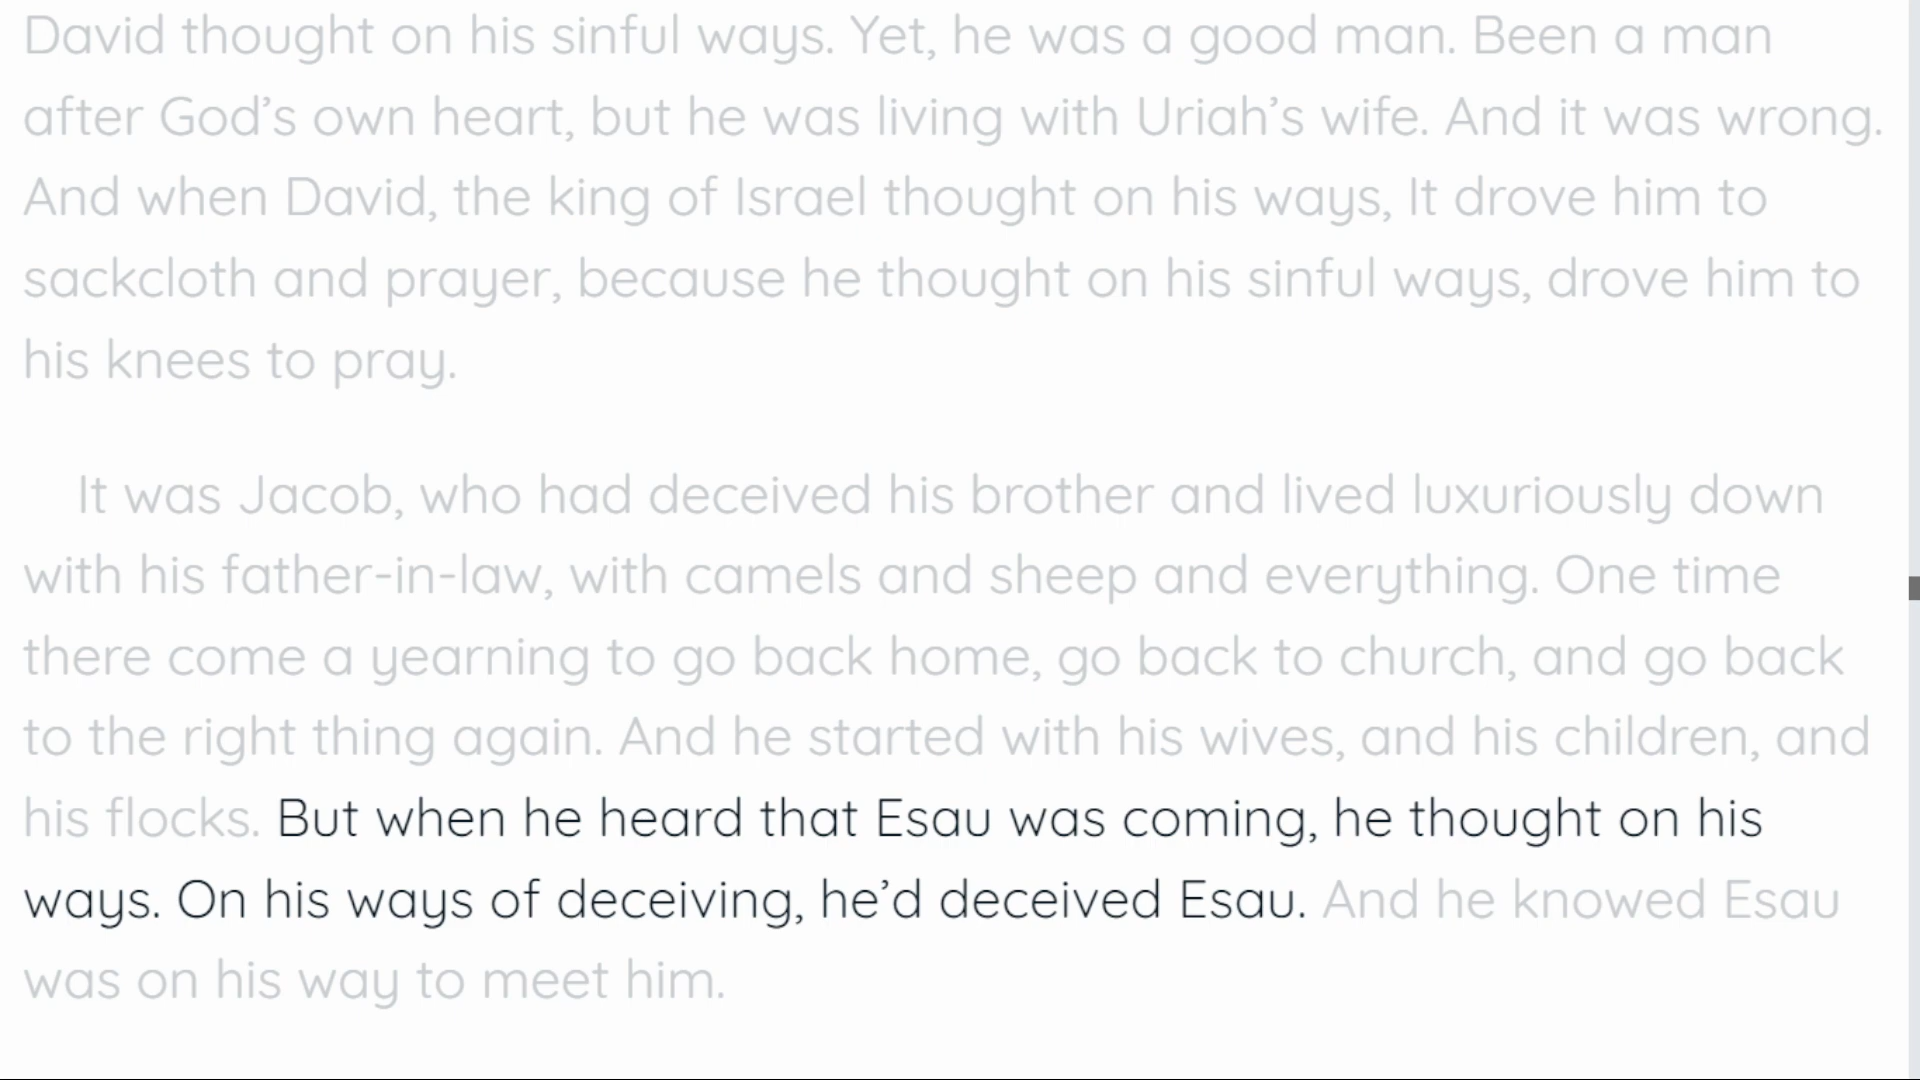 David thought on his sinful ways. Yet, he was a good man. Been a man
after God’s own heart, but he was living with Uriah’s wife. And it was wrong.
And when David, the king of Israel thought on his ways, It drove him to
sackcloth and prayer, because he thought on his sinful ways, drove him to
his knees to pray.
It was Jacob, who had deceived his brother and lived luxuriously down
with his father-in-law, with camels and sheep and everything. One time
there come a yearning to go back home, go back to church, and go back
to the right thing again. And he started with his wives, and his children, and
his flocks. But when he heard that Esau was coming, he thought on his
ways. On his ways of deceiving, he’d deceived Esau. And he knowed Esau
was on his way to meet him.